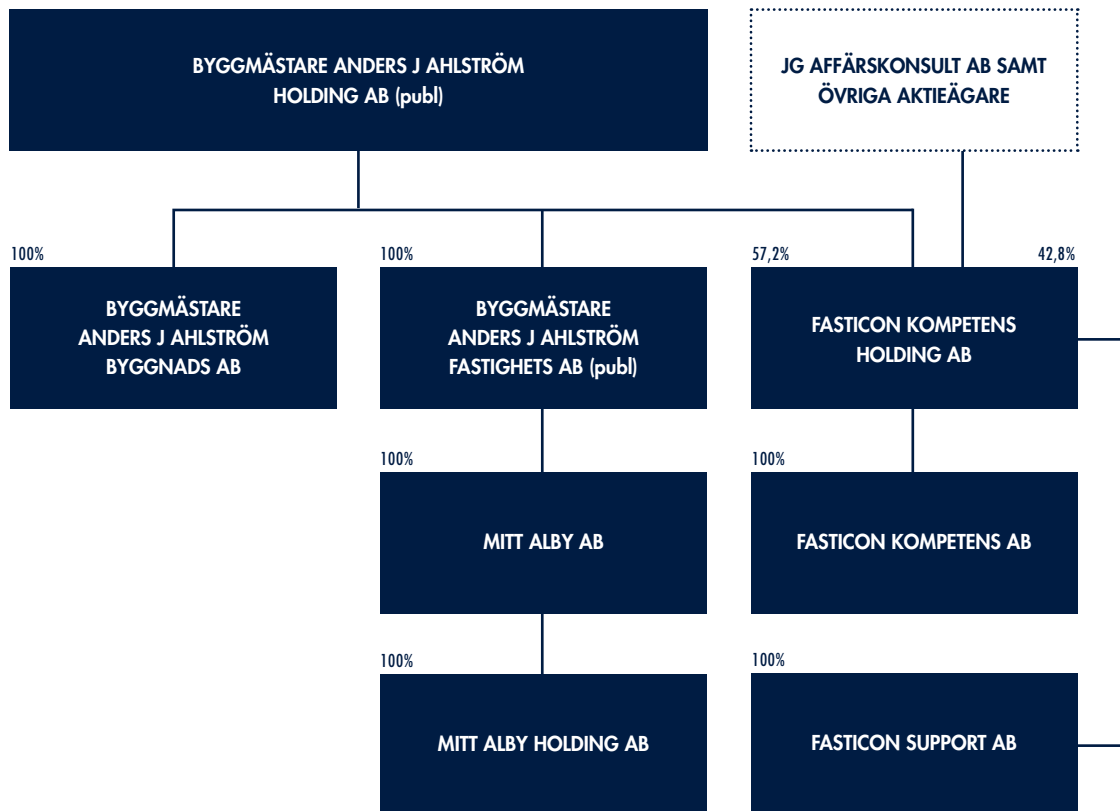 BYGGMÄSTARE ANDERS J AHLSTRÖM
HOLDING AB (publ)
JG AFFÄRSKONSULT AB SAMT
ÖVRIGA AKTIEÄGARE
100%
BYGGMÄSTARE
ANDERS J AHLSTRÖM
BYGGNADS AB
100%
BYGGMÄSTARE
ANDERS J AHLSTRÖM
FASTIGHETS AB (publ)
57,2%
42,8%
FASTICON KOMPETENS
HOLDING AB
100%
MITT ALBY AB
100%
FASTICON KOMPETENS AB
100%
MITT ALBY HOLDING AB
100%
FASTICON SUPPORT AB